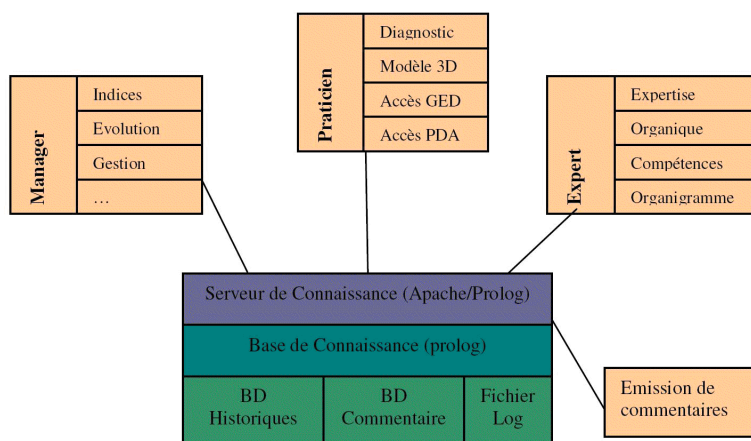 Manager
Indices
Evolution
Gestion
…
Praticien
Diagnostic
Modèle 3D
Accès GED
Accès PDA
Expert
Expertise
Organique
Compétences
Organigramme
Serveur de Connaissance (Apache/Prolog)
Base de Connaissance (prolog)
BD
Historiques
BD
Commentaire
Fichier
Log
Emission de
commentaires